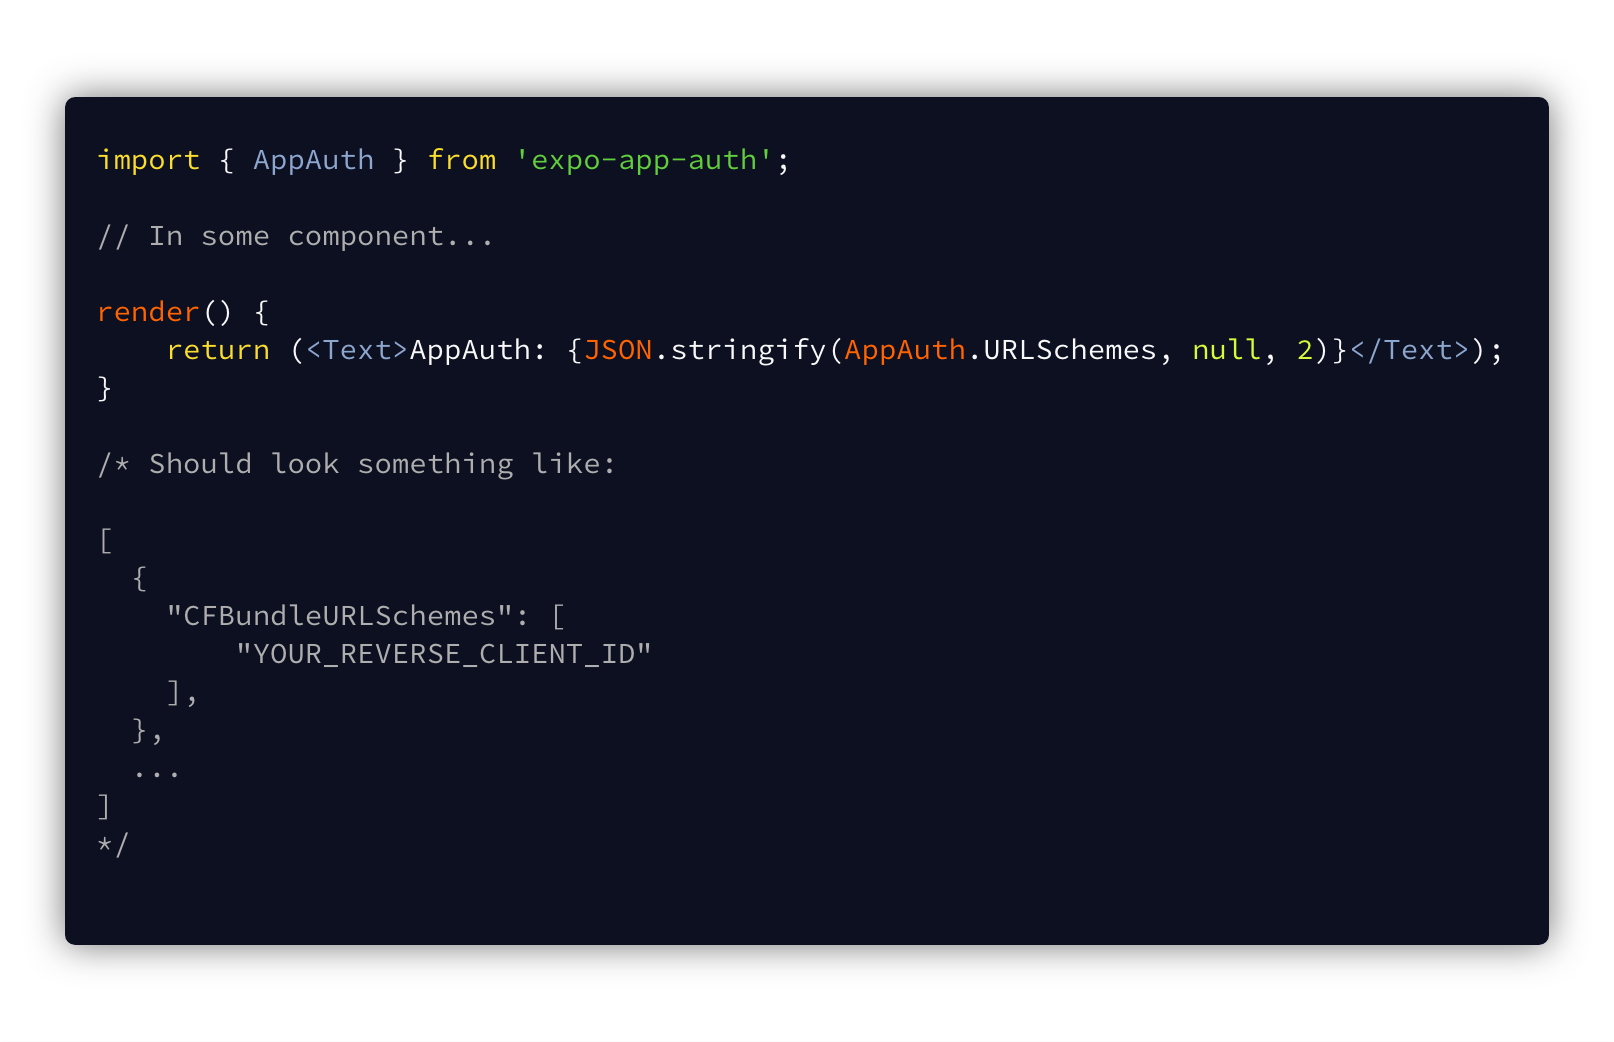 import { AppAuth } from 'expo-app-auth';
// In some component...
render() {
    return (<Text>AppAuth: {JSON.stringify(AppAuth.URLSchemes, null, 2)}</Text>);
}
/* Should look something like:
[
  {
    "CFBundleURLSchemes": [
        "YOUR_REVERSE_CLIENT_ID"
    ],
  },
  ...
]
*/